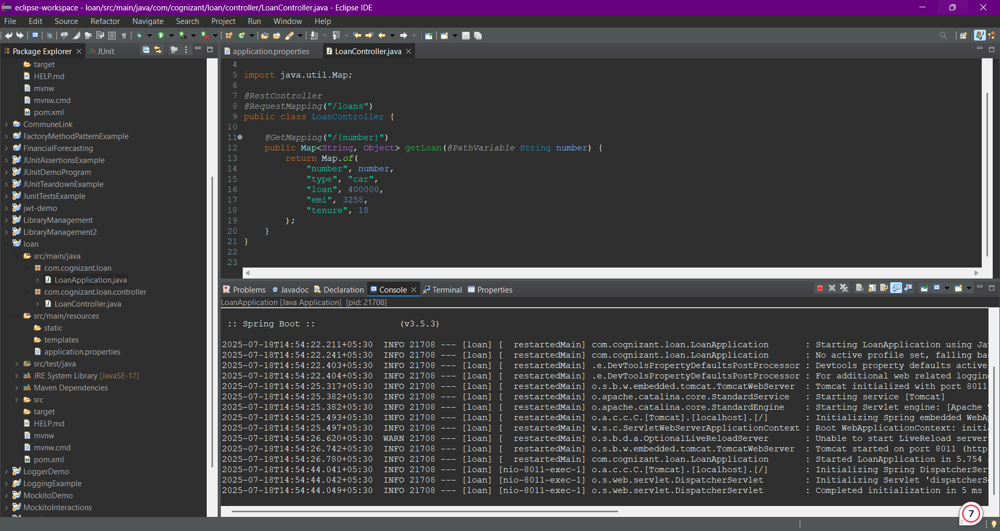 eclipse-workspace - loan/src/main/java/com/cognizant/loan/controller/LoanController.java - Eclipse IDE
File Edit Source Refactor Navigate Search Project Run Window Help
Package Explorer
JUnit
target
HELP.md
mvnw
mvnw.cmd
pom.xml
CommuneLink
FactoryMethodPatternExample
FinancialForecasting
JUnitAssertionsExample
JUnitDemoProgram
JUnitTeardownExample
JunitTestsExample
jwt-demo
LibraryManagement
LibraryManagement2
loan
src/main/java
com.cognizant.loan
LoanApplication.java
com.cognizant.loan.controller
LoanController.java
src/main/resources
static
templates
application.properties
src/test/java
JRE System Library [JavaSE-17]
Maven Dependencies
src
target
HELP.md
mvnw
mvnw.cmd
pom.xml
LoggerDemo
LoggingExample
MockitoDemo
MockitoInteractions
application.properties
LoanController.java
4
5 import java.util.Map;
6
7 @RestController
8 @RequestMapping("/loans")
9 public class LoanController {
10
11 @GetMapping("/{number}")
12 public Map<String, Object> getLoan(@PathVariable String number) {
13 return Map.of(
14 "number", number,
15 "type", "car",
16 "loan", 400000,
17 "emi", 3258,
18 "tenure", 18
19 );
20 }
21 }
22
23
Problems Javadoc Declaration Console Terminal Properties
LoanApplication [Java Application] [pid: 21708]
:: Spring Boot :: (v3.5.3)
2025-07-18T14:54:22.211+05:30 INFO 21708 --- [loan] [ restartedMain] com.cognizant.loan.LoanApplication : Starting LoanApplication using Ja
2025-07-18T14:54:22.241+05:30 INFO 21708 --- [loan] [ restartedMain] com.cognizant.loan.LoanApplication : No active profile set, falling ba
2025-07-18T14:54:22.403+05:30 INFO 21708 --- [loan] [ restartedMain] .e.DevToolsPropertyDefaultsPostProcessor : Devtools property defaults active
2025-07-18T14:54:22.404+05:30 INFO 21708 --- [loan] [ restartedMain] .e.DevToolsPropertyDefaultsPostProcessor : For additional web related loggin
2025-07-18T14:54:25.317+05:30 INFO 21708 --- [loan] [ restartedMain] o.s.b.w.embedded.tomcat.TomcatWebServer : Tomcat initialized with port 8011
2025-07-18T14:54:25.382+05:30 INFO 21708 --- [loan] [ restartedMain] o.apache.catalina.core.StandardService : Starting service [Tomcat]
2025-07-18T14:54:25.382+05:30 INFO 21708 --- [loan] [ restartedMain] o.apache.catalina.core.StandardEngine : Starting Servlet engine: [Apache
2025-07-18T14:54:25.493+05:30 INFO 21708 --- [loan] [ restartedMain] o.a.c.c.C.[Tomcat].[localhost].[/] : Initializing Spring embedded WebA
2025-07-18T14:54:25.497+05:30 INFO 21708 --- [loan] [ restartedMain] w.s.c.ServletWebServerApplicationContext : Root WebApplicationContext: initi
2025-07-18T14:54:26.620+05:30 WARN 21708 --- [loan] [ restartedMain] o.s.b.d.a.OptionalLiveReloadServer : Unable to start LiveReload server
2025-07-18T14:54:26.742+05:30 INFO 21708 --- [loan] [ restartedMain] o.s.b.w.embedded.tomcat.TomcatWebServer : Tomcat started on port 8011 (http
2025-07-18T14:54:26.780+05:30 INFO 21708 --- [loan] [ restartedMain] com.cognizant.loan.LoanApplication : Started LoanApplication in 5.754
2025-07-18T14:54:44.041+05:30 INFO 21708 --- [loan] [nio-8011-exec-1] o.a.c.c.C.[Tomcat].[localhost].[/] : Initializing Spring DispatcherSer
2025-07-18T14:54:44.042+05:30 INFO 21708 --- [loan] [nio-8011-exec-1] o.s.web.servlet.DispatcherServlet : Initializing Servlet 'dispatcherS
2025-07-18T14:54:44.049+05:30 INFO 21708 --- [loan] [nio-8011-exec-1] o.s.web.servlet.DispatcherServlet : Completed initialization in 5 ms
7